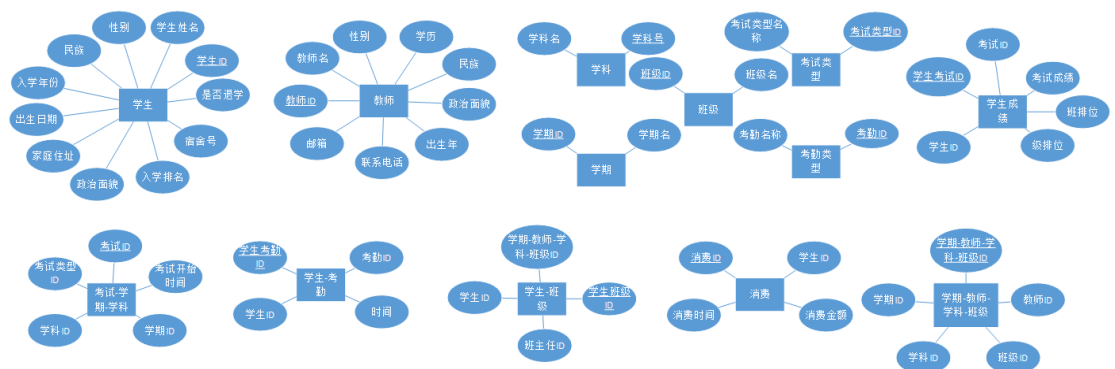 性别
学生姓名
民族
学生ID
入学年份
是否退学
学生
出生日期
宿舍号
家庭住址
政治面貌
入学排名
性别
学历
教师名
民族
教师ID
教师
政治面貌
邮箱
出生年
联系电话
学科名
学科号
学科
班级ID
班级名
班级
学期ID
学期名
学期
考试类型名
称
考试类型ID
考试类
型
考勤名称
考勤ID
考勤类
型
考试ID
学生考试ID
考试成绩
学生成
绩
班排位
学生ID
级排位
考试ID
考试类型
ID
考试开始
时间
考试-学
期-学科
学科ID
学期ID
学生考勤
ID
考勤ID
学生-考
勤
学生ID
时间
学期-教师-学
科-班级ID
学生ID
学生-班
级
学生班级
ID
班主任ID
消费ID
学生ID
消费
消费时间
消费金额
学期-教师-学
科-班级ID
学期ID
学期-教师-
学科-班级
教师ID
学科ID
班级ID